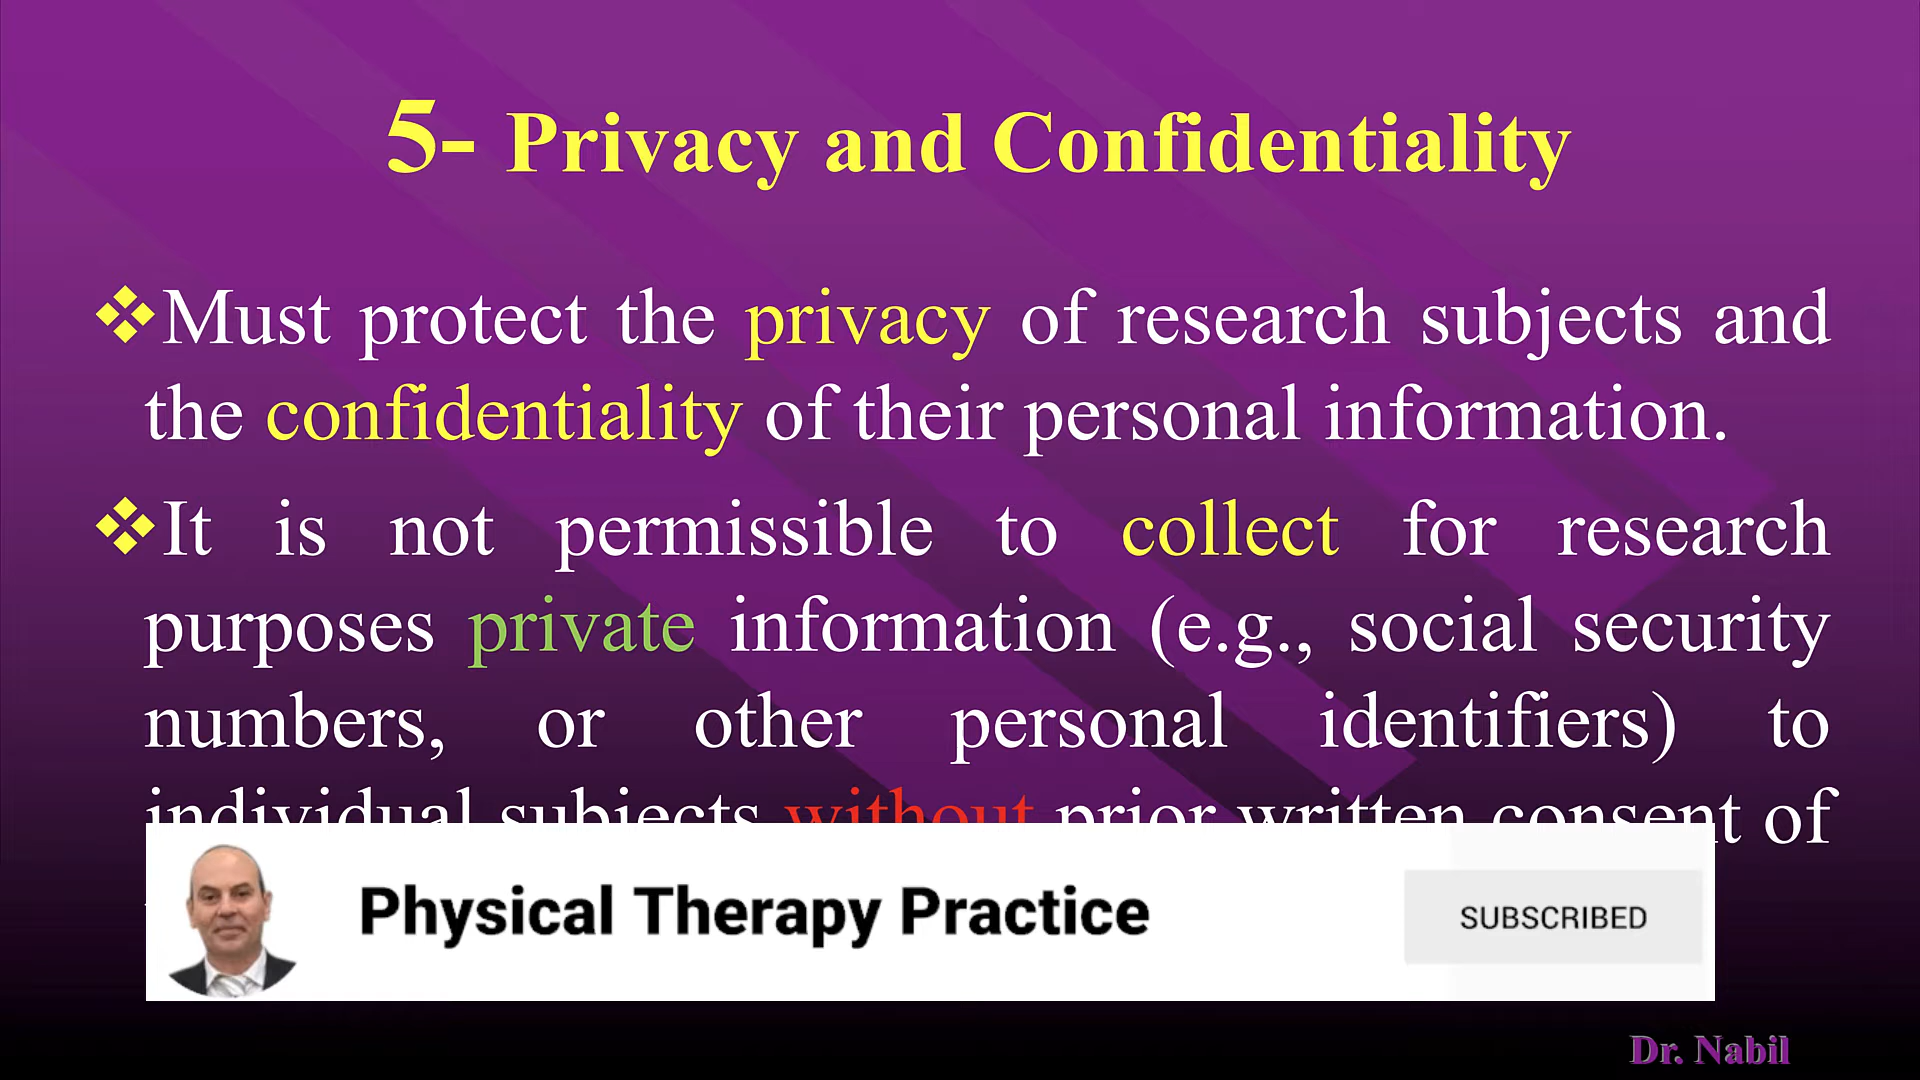 5- Privacy and Confidentiality
❖Must protect the privacy of research subjects and
the confidentiality of their personal information.
❖It is not permissible to collect for research
purposes private information (e.g., social security
numbers, or other personal identifiers) to
individual subjects without prior written consent of
Physical Therapy Practice
SUBSCRIBED
Dr. Nabil